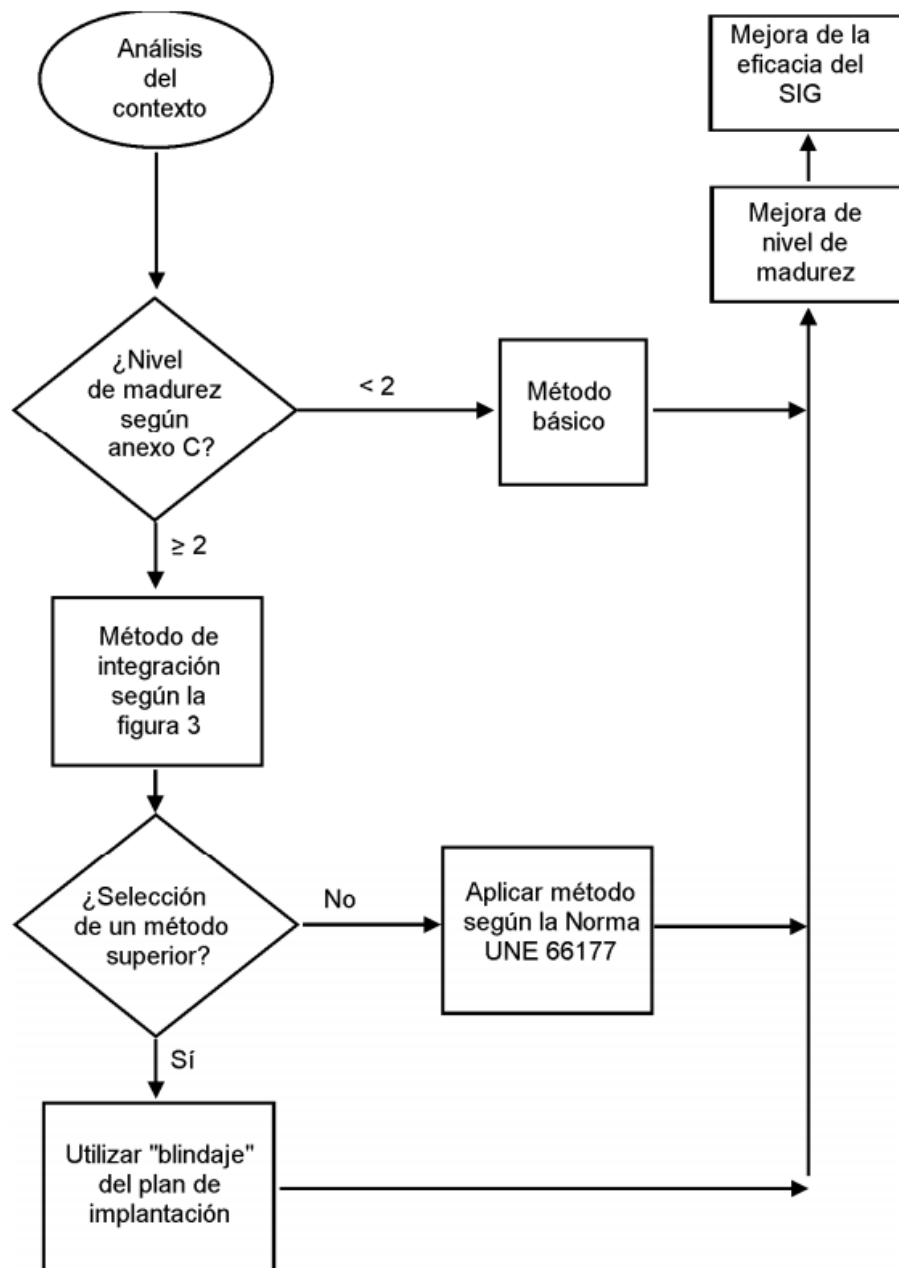 Análisis
del
contexto
Mejora de la
eficacia del
SIG
Mejora de
nivel de
madurez
¿Nivel
de madurez
según
anexo C?
< 2
Método
básico
≥ 2
Método de
integración
según la
figura 3
¿Selección
de un método
superior?
No
Aplicar método
según la Norma
UNE 66177
Sí
Utilizar "blindaje"
del plan de
implantación